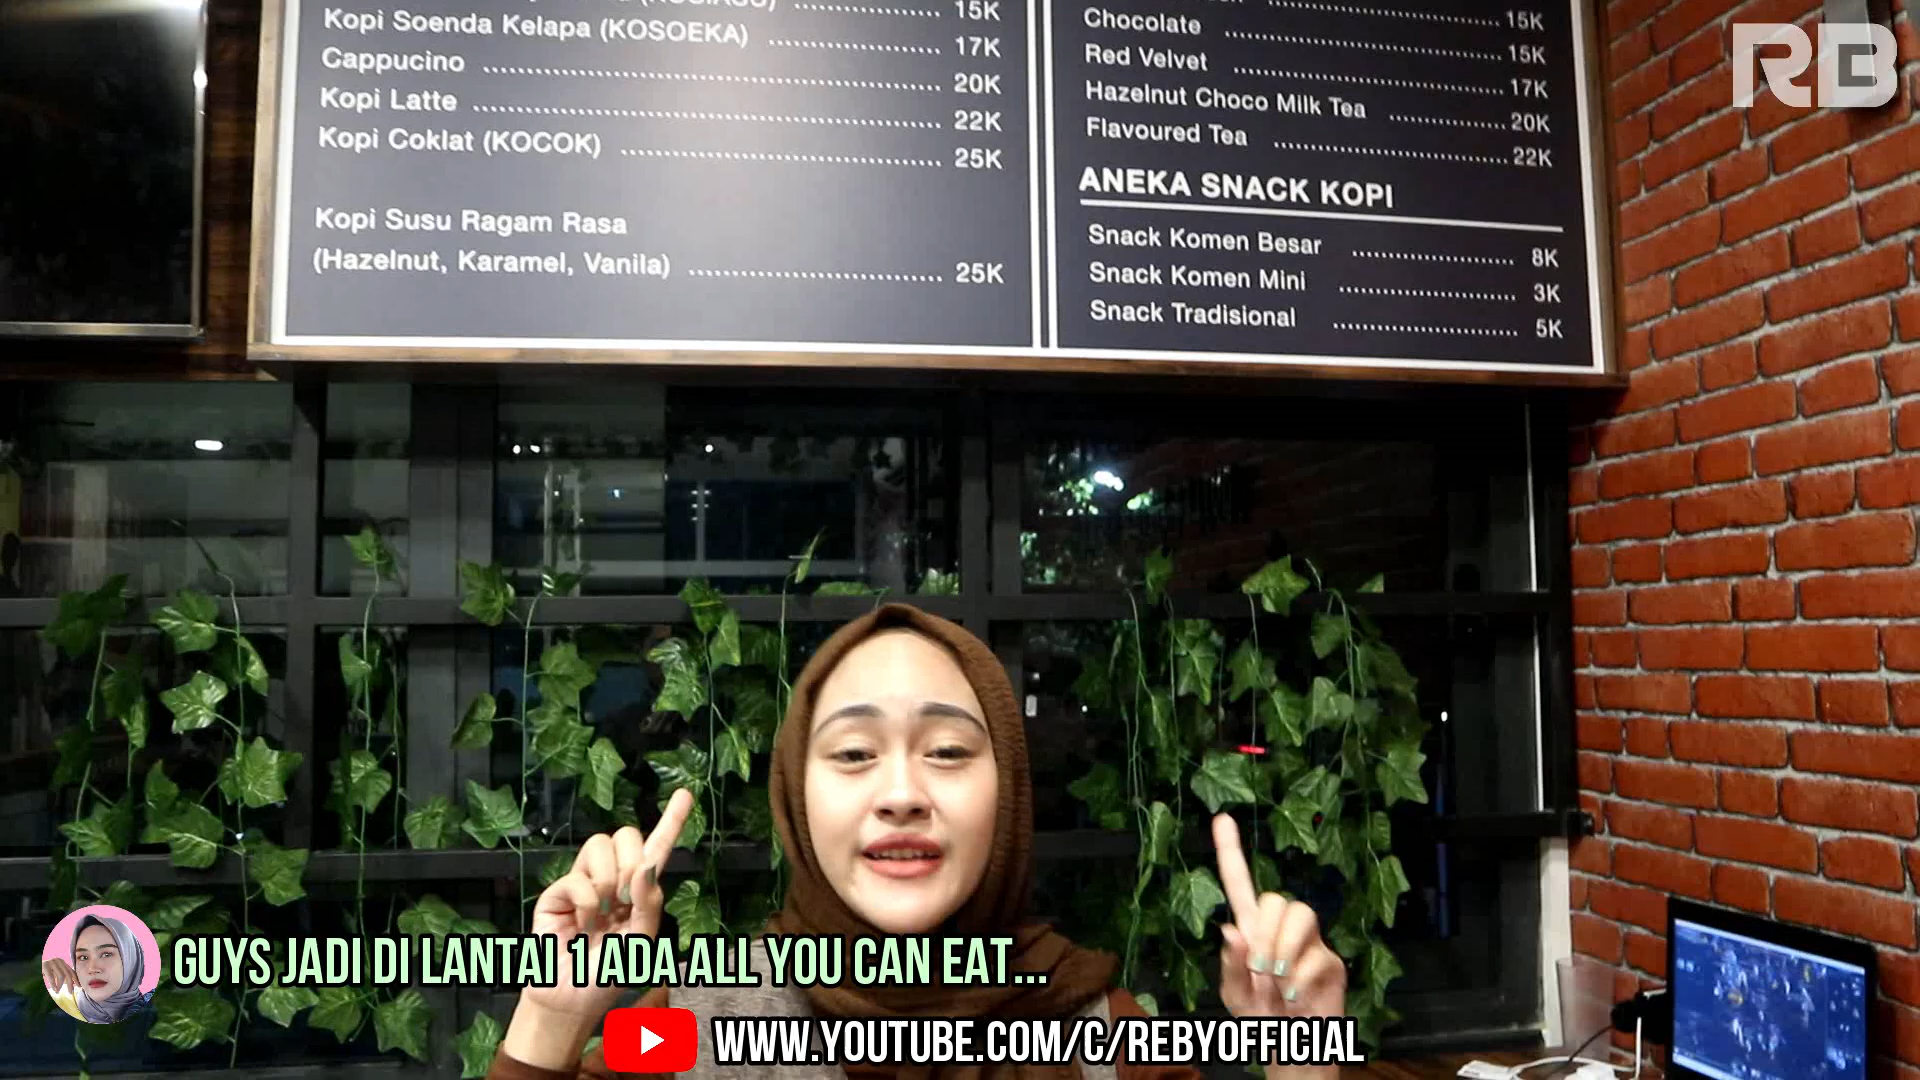 15K
Kopi Soenda Kelapa (KOSOEKA) 17K
Cappucino 20K
Kopi Latte 22K
Kopi Coklat (KOCOK) 25K
Kopi Susu Ragam Rasa
(Hazelnut, Karamel, Vanila) 25K
15K
Chocolate 15K
Red Velvet 17K
Hazelnut Choco Milk Tea 20K
Flavoured Tea 22K
ANEKA SNACK KOPI
Snack Komen Besar 8K
Snack Komen Mini 3K
Snack Tradisional 5K
RB
GUYS JADI DI LANTAI 1 ADA ALL YOU CAN EAT...
WWW.YOUTUBE.COM/C/REBYOFFICIAL